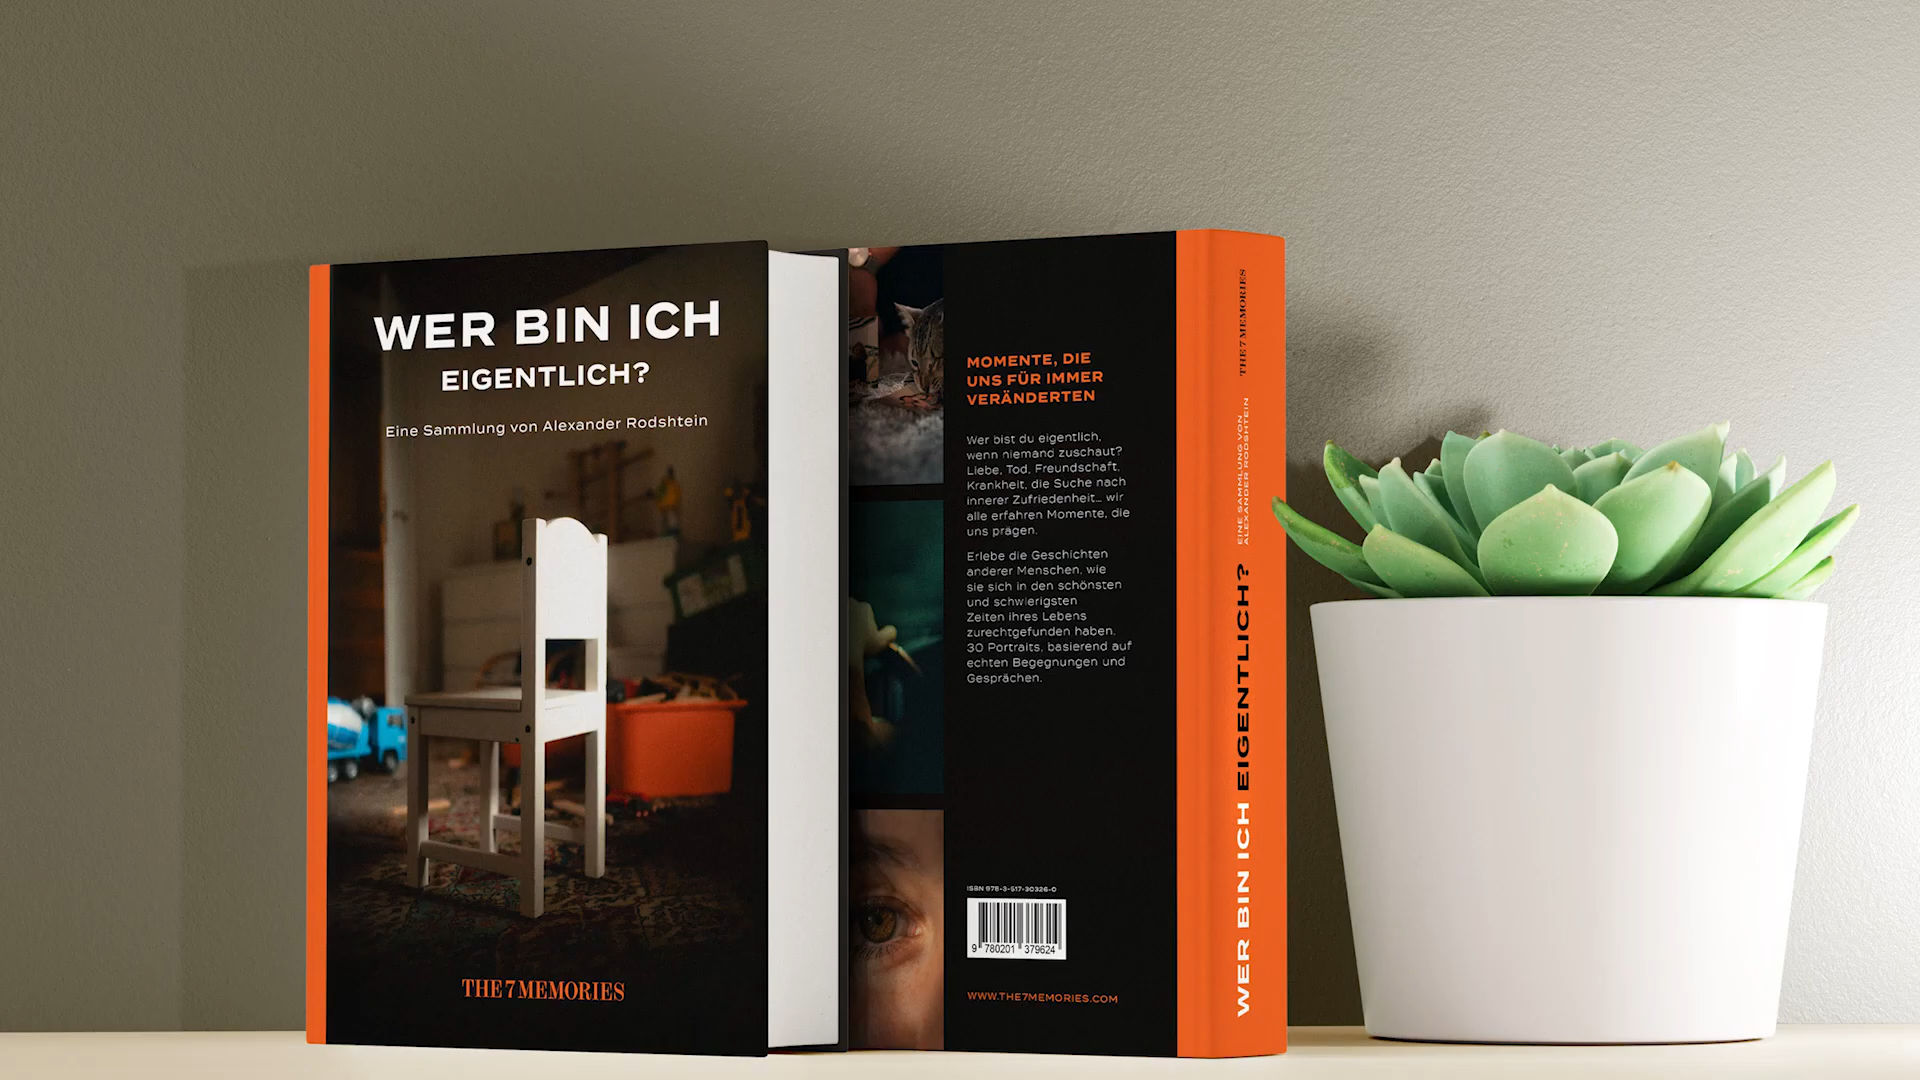 WER BIN ICH
EIGENTLICH?
Eine Sammlung von Alexander Rodshtein
THE 7 MEMORIES
MOMENTE, DIE
UNS FÜR IMMER
VERÄNDERTEN
Wer bist du eigentlich,
wenn niemand zuschaut?
Liebe, Tod, Freundschaft,
Krankheit, die Suche nach
innerer Zufriedenheit... wir
alle erfahren Momente, die
uns prägen.
Erlebe die Geschichten
anderer Menschen, wie
sie sich in den schönsten
und schwierigsten
Zeiten ihres Lebens
zurechtgefunden haben.
30 Portraits, basierend auf
echten Begegnungen und
Gesprächen.
ISBN 978-3-517-30326-0
9 780201 379624
WWW.THE7MEMORIES.COM
WER BIN ICH EIGENTLICH?
EINE SAMMLUNG VON
ALEXANDER RODSHTEIN
THE 7 MEMORIES